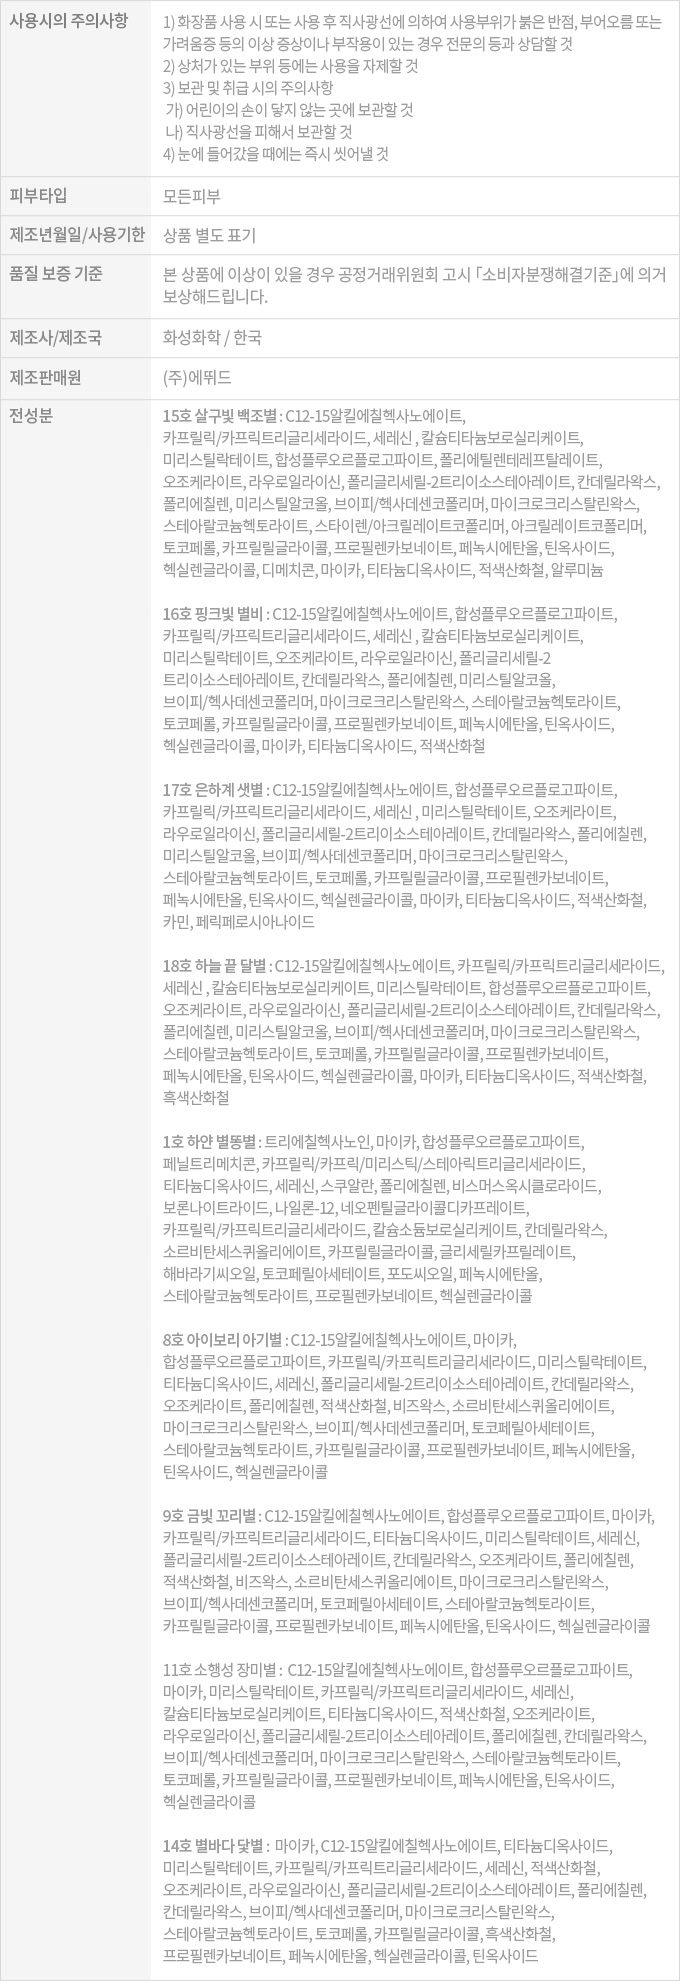 사용시의 주의사항
1) 화장품 사용 시 또는 사용 후 직사광선에 의하여 사용부위가 붉은 반점, 부어오름 또는
가려움증 등의 이상 증상이나 부작용이 있는 경우 전문의 등과 상담할 것
2) 상처가 있는 부위 등에는 사용을 자제할 것
3) 보관 및 취급 시의 주의사항
가) 어린이의 손이 닿지 않는 곳에 보관할 것
나) 직사광선을 피해서 보관할 것
4) 눈에 들어갔을 때에는 즉시 씻어낼 것
피부타입
모든피부
제조년월일/사용기한
상품 별도 표기
품질 보증 기준
본 상품에 이상이 있을 경우 공정거래위원회 고시 「소비자분쟁해결기준」에 의거
보상해드립니다.
제조사/제조국
화성화학 / 한국
제조판매원
(주)에뛰드
전성분
15호 살구빛 백조별 : C12-15알킬에칠헥사노에이트,
카프릴릭/카프릭트리글리세라이드, 세레신 , 칼슘티타늄보로실리케이트,
미리스틸락테이트, 합성플루오르플로고파이트, 폴리에틸렌테레프탈레이트,
오조케라이트, 라우로일라이신, 폴리글리세릴-2트리이소스테아레이트, 칸데릴라왁스,
폴리에칠렌, 미리스틸알코올, 브이피/헥사데센코폴리머, 마이크로크리스탈린왁스,
스테아랄코늄헥토라이트, 스타이렌/아크릴레이트코폴리머, 아크릴레이트코폴리머,
토코페롤, 카프릴릴글라이콜, 프로필렌카보네이트, 페녹시에탄올, 틴옥사이드,
헥실렌글라이콜, 디메치콘, 마이카, 티타늄디옥사이드, 적색산화철, 알루미늄
16호 핑크빛 별비 : C12-15알킬에칠헥사노에이트, 합성플루오르플로고파이트,
카프릴릭/카프릭트리글리세라이드, 세레신 , 칼슘티타늄보로실리케이트,
미리스틸락테이트, 오조케라이트, 라우로일라이신, 폴리글리세릴-2
트리이소스테아레이트, 칸데릴라왁스, 폴리에칠렌, 미리스틸알코올,
브이피/헥사데센코폴리머, 마이크로크리스탈린왁스, 스테아랄코늄헥토라이트,
토코페롤, 카프릴릴글라이콜, 프로필렌카보네이트, 페녹시에탄올, 틴옥사이드,
헥실렌글라이콜, 마이카, 티타늄디옥사이드, 적색산화철
17호 은하계 샛별 : C12-15알킬에칠헥사노에이트, 합성플루오르플로고파이트,
카프릴릭/카프릭트리글리세라이드, 세레신 , 미리스틸락테이트, 오조케라이트,
라우로일라이신, 폴리글리세릴-2트리이소스테아레이트, 칸데릴라왁스, 폴리에칠렌,
미리스틸알코올, 브이피/헥사데센코폴리머, 마이크로크리스탈린왁스,
스테아랄코늄헥토라이트, 토코페롤, 카프릴릴글라이콜, 프로필렌카보네이트,
페녹시에탄올, 틴옥사이드, 헥실렌글라이콜, 마이카, 티타늄디옥사이드, 적색산화철,
카민, 페릭페로시아나이드
18호 하늘 끝 달별 : C12-15알킬에칠헥사노에이트, 카프릴릭/카프릭트리글리세라이드,
세레신 , 칼슘티타늄보로실리케이트, 미리스틸락테이트, 합성플루오르플로고파이트,
오조케라이트, 라우로일라이신, 폴리글리세릴-2트리이소스테아레이트, 칸데릴라왁스,
폴리에칠렌, 미리스틸알코올, 브이피/헥사데센코폴리머, 마이크로크리스탈린왁스,
스테아랄코늄헥토라이트, 토코페롤, 카프릴릴글라이콜, 프로필렌카보네이트,
페녹시에탄올, 틴옥사이드, 헥실렌글라이콜, 마이카, 티타늄디옥사이드, 적색산화철,
흑색산화철
1호 하얀 별똥별 : 트리에칠헥사노인, 마이카, 합성플루오르플로고파이트,
페닐트리메치콘, 카프릴릭/카프릭/미리스틱/스테아릭트리글리세라이드,
티타늄디옥사이드, 세레신, 스쿠알란, 폴리에칠렌, 비스머스옥시클로라이드,
보론나이트라이드, 나일론-12, 네오펜틸글라이콜디카프레이트,
카프릴릭/카프릭트리글리세라이드, 칼슘소듐보로실리케이트, 칸데릴라왁스,
소르비탄세스퀴올리에이트, 카프릴릴글라이콜, 글리세릴카프릴레이트,
해바라기씨오일, 토코페릴아세테이트, 포도씨오일, 페녹시에탄올,
스테아랄코늄헥토라이트, 프로필렌카보네이트, 헥실렌글라이콜
8호 아이보리 아기별 : C12-15알킬에칠헥사노에이트, 마이카,
합성플루오르플로고파이트, 카프릴릭/카프릭트리글리세라이드, 미리스틸락테이트,
티타늄디옥사이드, 세레신, 폴리글리세릴-2트리이소스테아레이트, 칸데릴라왁스,
오조케라이트, 폴리에칠렌, 적색산화철, 비즈왁스, 소르비탄세스퀴올리에이트,
마이크로크리스탈린왁스, 브이피/헥사데센코폴리머, 토코페릴아세테이트,
스테아랄코늄헥토라이트, 카프릴릴글라이콜, 프로필렌카보네이트, 페녹시에탄올,
틴옥사이드, 헥실렌글라이콜
9호 금빛 꼬리별 : C12-15알킬에칠헥사노에이트, 합성플루오르플로고파이트, 마이카,
카프릴릭/카프릭트리글리세라이드, 티타늄디옥사이드, 미리스틸락테이트, 세레신,
폴리글리세릴-2트리이소스테아레이트, 칸데릴라왁스, 오조케라이트, 폴리에칠렌,
적색산화철, 비즈왁스, 소르비탄세스퀴올리에이트, 마이크로크리스탈린왁스,
브이피/헥사데센코폴리머, 토코페릴아세테이트, 스테아랄코늄헥토라이트,
카프릴릴글라이콜, 프로필렌카보네이트, 페녹시에탄올, 틴옥사이드, 헥실렌글라이콜
11호 소행성 장미별 : C12-15알킬에칠헥사노에이트, 합성플루오르플로고파이트,
마이카, 미리스틸락테이트, 카프릴릭/카프릭트리글리세라이드, 세레신,
칼슘티타늄보로실리케이트, 티타늄디옥사이드, 적색산화철, 오조케라이트,
라우로일라이신, 폴리글리세릴-2트리이소스테아레이트, 폴리에칠렌, 칸데릴라왁스,
브이피/헥사데센코폴리머, 마이크로크리스탈린왁스, 스테아랄코늄헥토라이트,
토코페롤, 카프릴릴글라이콜, 프로필렌카보네이트, 페녹시에탄올, 틴옥사이드,
헥실렌글라이콜
14호 별바다 닻별 : 마이카, C12-15알킬에칠헥사노에이트, 티타늄디옥사이드,
미리스틸락테이트, 카프릴릭/카프릭트리글리세라이드, 세레신, 적색산화철,
오조케라이트, 라우로일라이신, 폴리글리세릴-2트리이소스테아레이트, 폴리에칠렌,
칸데릴라왁스, 브이피/헥사데센코폴리머, 마이크로크리스탈린왁스,
스테아랄코늄헥토라이트, 토코페롤, 카프릴릴글라이콜, 흑색산화철,
프로필렌카보네이트, 페녹시에탄올, 헥실렌글라이콜, 틴옥사이드